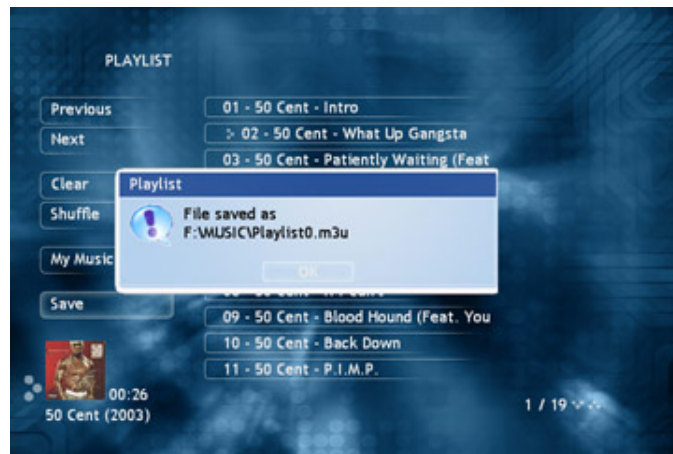 PLAYLIST
Previous
Next
Clear
Shuffle
My Music
Save
01 - 50 Cent - Intro
02 - 50 Cent - What Up Gangsta
03 - 50 Cent - Patiently Waiting (Feat
Playlist
File saved as
F:\MUSIC\Playlist0.m3u
OK
09 - 50 Cent - Blood Hound (Feat. You
10 - 50 Cent - Back Down
11 - 50 Cent - P.I.M.P.
00:26
50 Cent (2003)
1 / 19